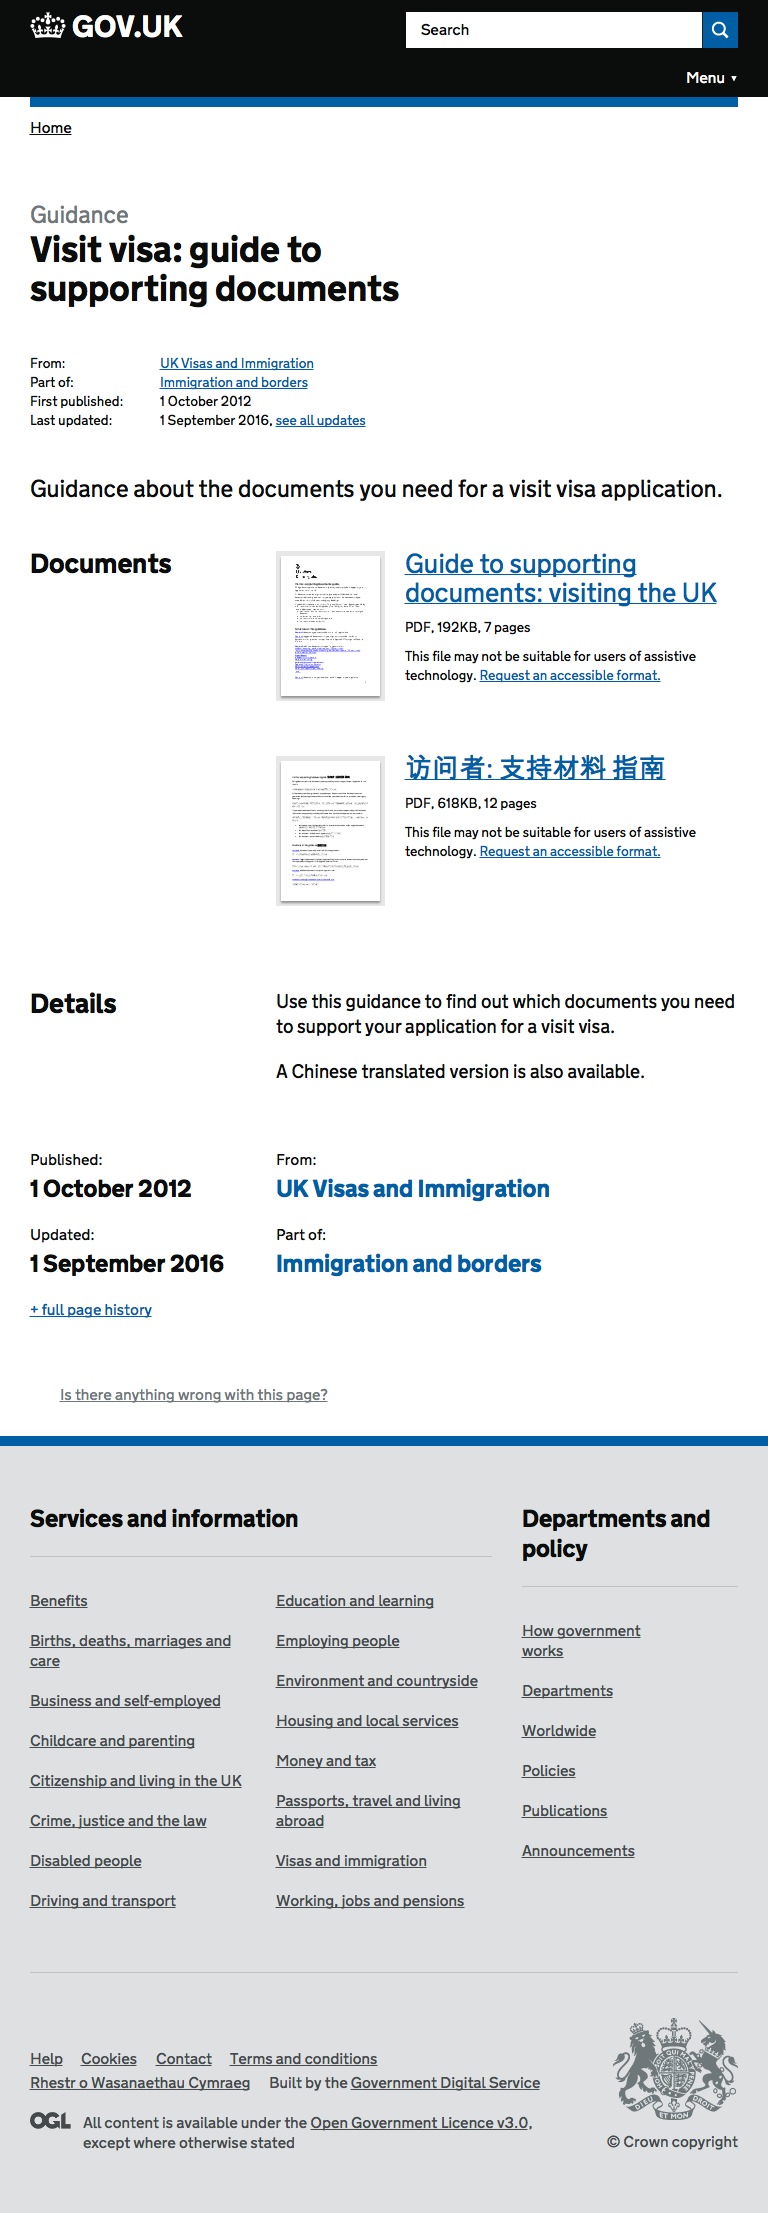 GOV.UK
Search
Menu ▼
Home
Guidance
Visit visa: guide to
supporting documents
From: UK Visas and Immigration
Part of: Immigration and borders
First published: 1 October 2012
Last updated: 1 September 2016, see all updates
Guidance about the documents you need for a visit visa application.
Documents
Guide to supporting
documents: visiting the UK
PDF, 192KB, 7 pages
This file may not be suitable for users of assistive
technology. Request an accessible format.
访问者: 支持材料 指南
PDF, 618KB, 12 pages
This file may not be suitable for users of assistive
technology. Request an accessible format.
Details
Use this guidance to find out which documents you need
to support your application for a visit visa.
A Chinese translated version is also available.
Published:
1 October 2012
From:
UK Visas and Immigration
Updated:
1 September 2016
Part of:
Immigration and borders
+ full page history
Is there anything wrong with this page?
Services and information
Benefits
Births, deaths, marriages and
care
Business and self-employed
Childcare and parenting
Citizenship and living in the UK
Crime, justice and the law
Disabled people
Driving and transport
Education and learning
Employing people
Environment and countryside
Housing and local services
Money and tax
Passports, travel and living
abroad
Visas and immigration
Working, jobs and pensions
Departments and
policy
How government
works
Departments
Worldwide
Policies
Publications
Announcements
Help Cookies Contact Terms and conditions
Rhestr o Wasanaethau Cymraeg Built by the Government Digital Service
OGL All content is available under the Open Government Licence v3.0,
except where otherwise stated
DIEU ET MON DROIT
© Crown copyright